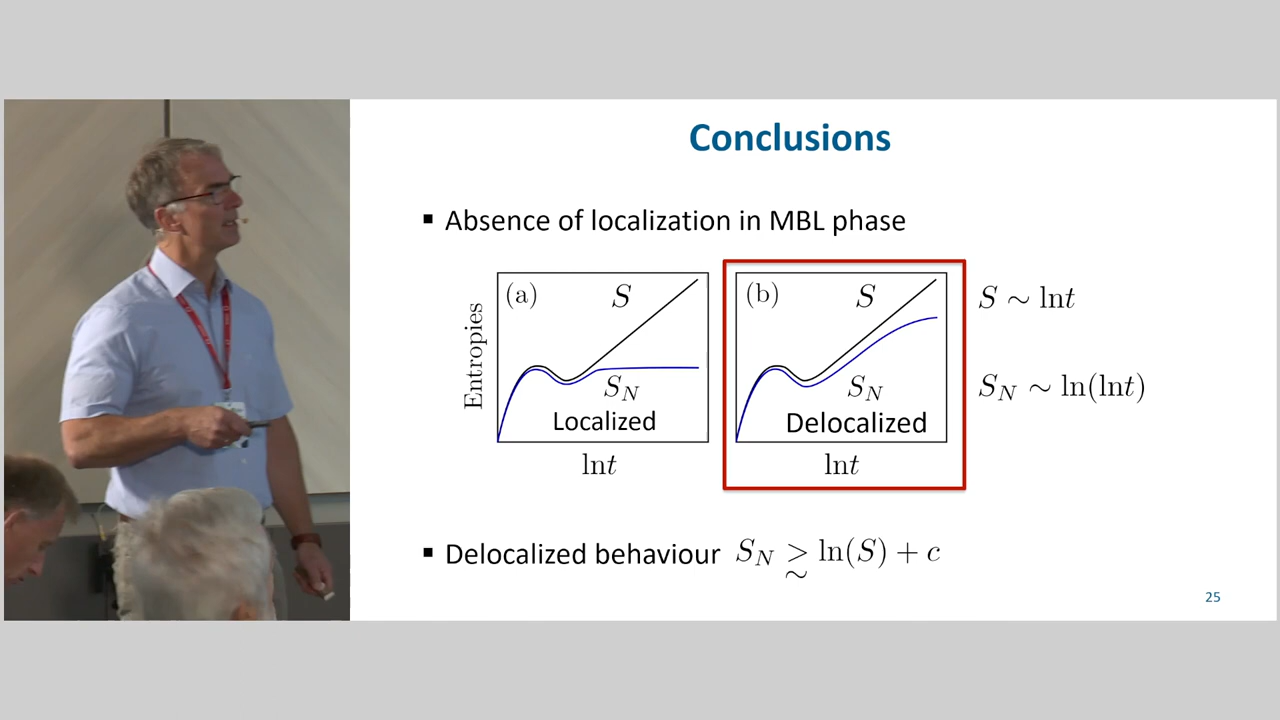 Conclusions
▪ Absence of localization in MBL phase
Entropies
(a)
S
S_N
Localized
lnt
(b)
S
S_N
Delocalized
lnt
S ∼ lnt
S_N ∼ ln(lnt)
▪ Delocalized behaviour S_N ≳ ln(S) + c
25